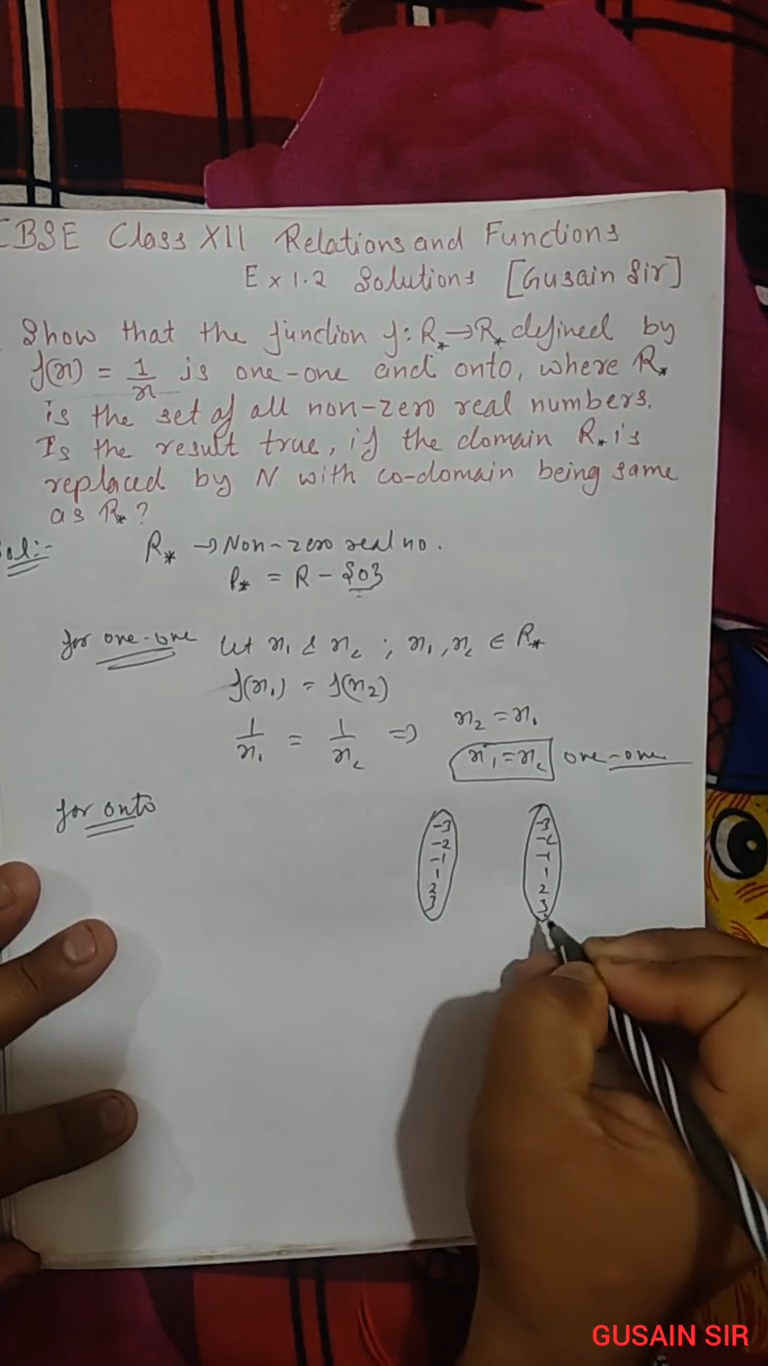 CBSE Class XII Relations and Functions
Ex 1.2 Solutions [Gusain Sir]
Show that the function f: R* → R* defined by
f(x) = 1/x is one-one and onto, where R*
is the set of all non-zero real numbers.
Is the result true, if the domain R* is
replaced by N with co-domain being same
as R*?
Sol:- R* → Non-zero real no.
R* = R - {0}
for one-one let x₁ & x₂ ; x₁, x₂ ∈ R*
f(x₁) = f(x₂)
1/x₁ = 1/x₂ ⇒ x₂ = x₁
x₁ = x₂ one-one
for onto
-3 -3
-2 -2
-1 -1
1 1
2 2
3 3
GUSAIN SIR